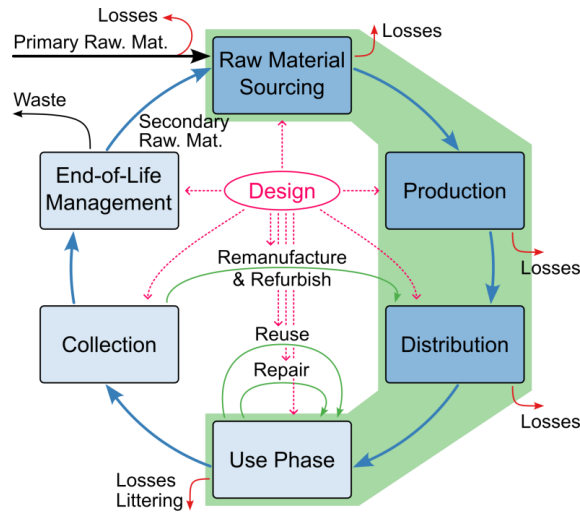 Losses
Primary Raw. Mat.
Losses
Raw Material
Sourcing
Waste
Secondary
Raw. Mat.
End-of-Life
Management
Design
Production
Remanufacture
& Refurbish
Losses
Collection
Reuse
Distribution
Repair
Losses
Use Phase
Losses
Littering